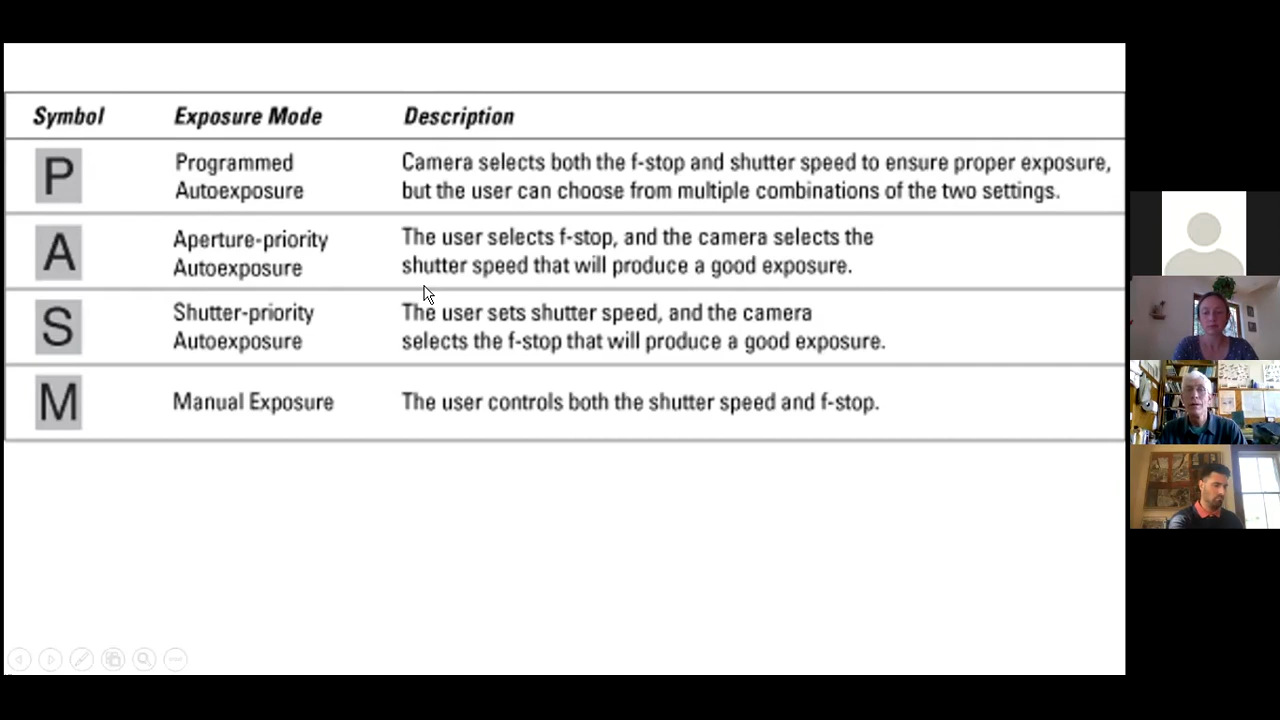 Symbol Exposure Mode Description
P
Programmed
Autoexposure
Camera selects both the f-stop and shutter speed to ensure proper exposure,
but the user can choose from multiple combinations of the two settings.
A
Aperture-priority
Autoexposure
The user selects f-stop, and the camera selects the
shutter speed that will produce a good exposure.
S
Shutter-priority
Autoexposure
The user sets shutter speed, and the camera
selects the f-stop that will produce a good exposure.
M
Manual Exposure
The user controls both the shutter speed and f-stop.